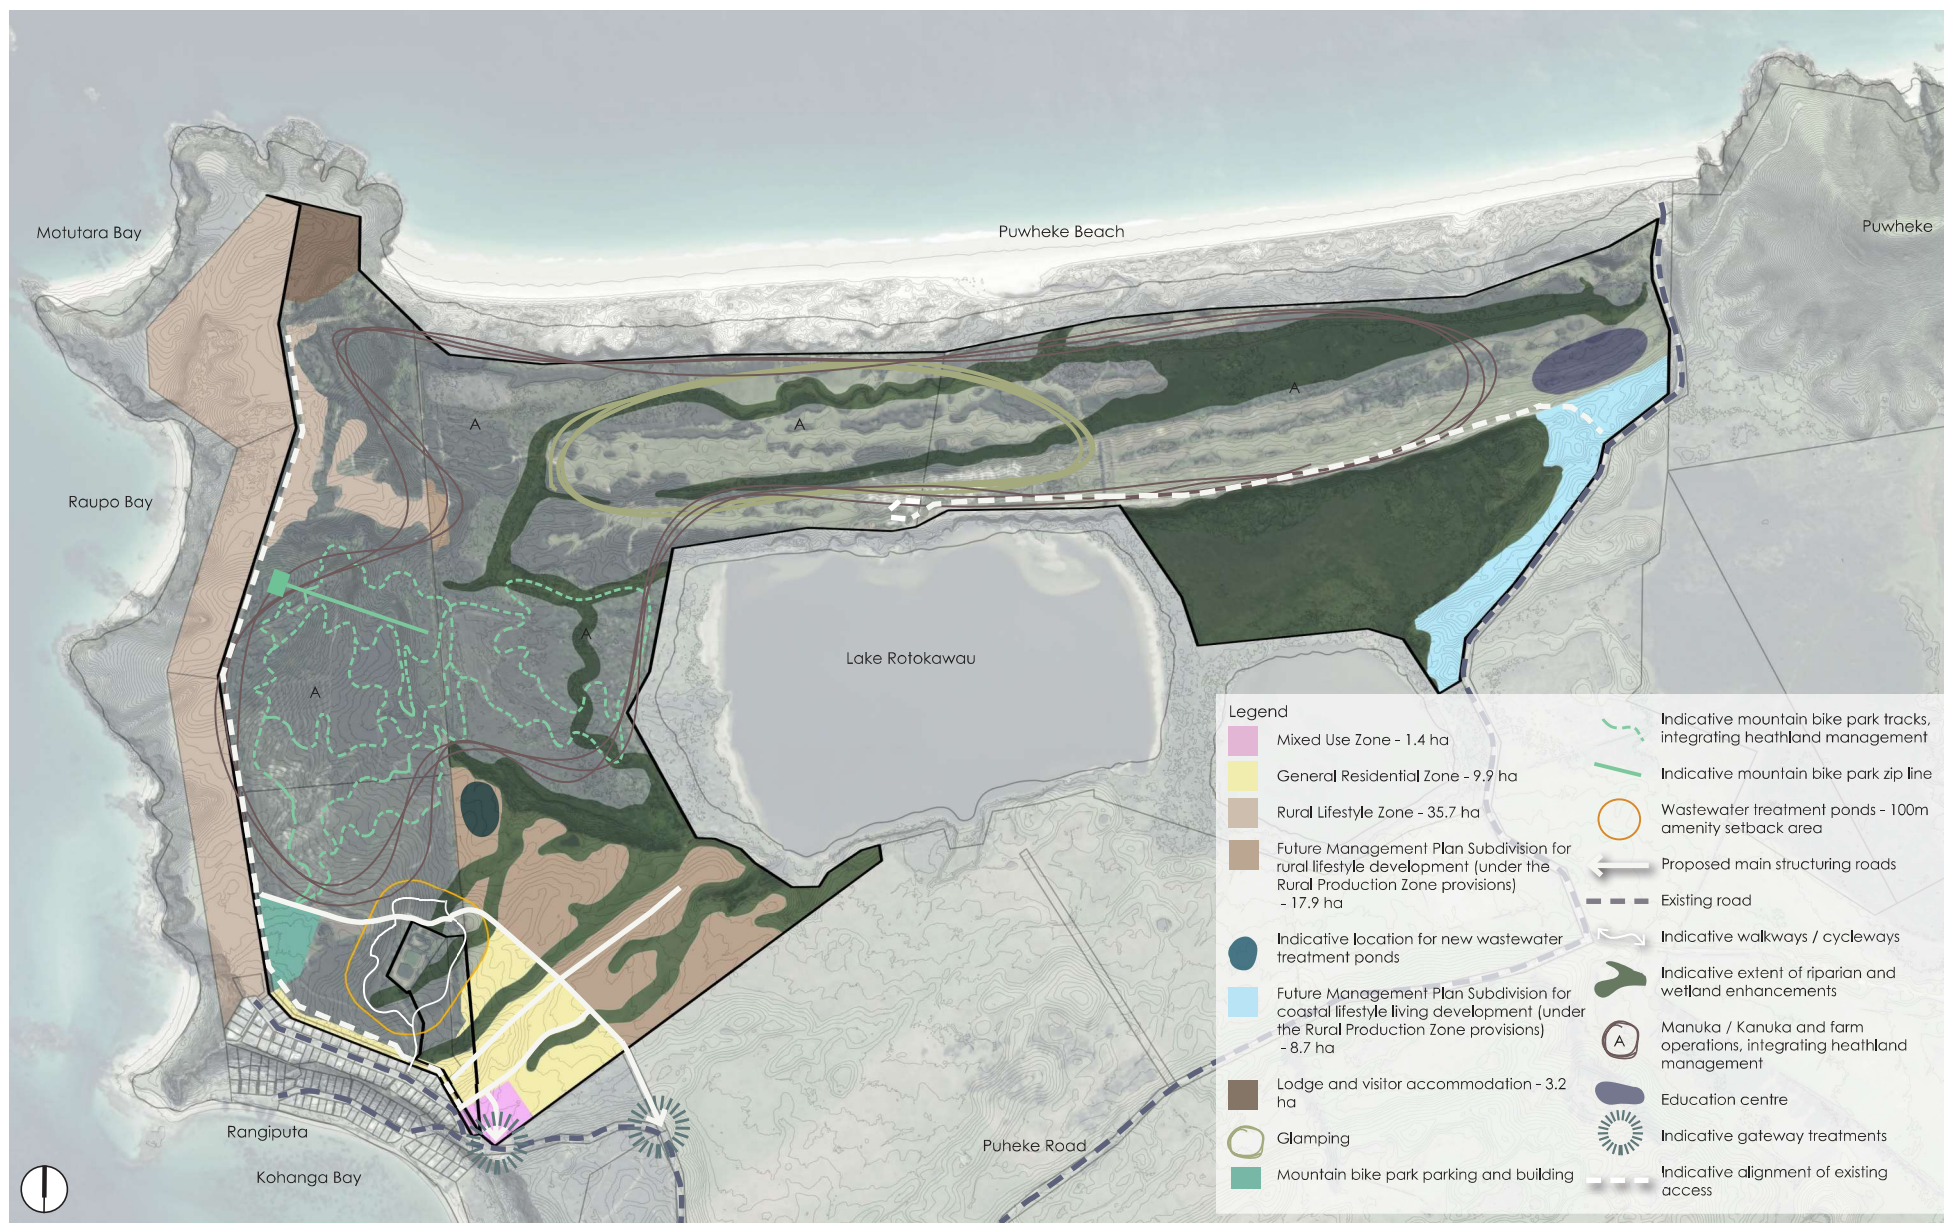 Motutara Bay
Puwheke Beach
Puwheke
A
A
A
Raupo Bay
A
Lake Rotokawau
A
Rangiputa
Kohanga Bay
Puheke Road
Legend
Mixed Use Zone - 1.4 ha
General Residential Zone - 9.9 ha
Rural Lifestyle Zone - 35.7 ha
Future Management Plan Subdivision for
rural lifestyle development (under the
Rural Production Zone provisions)
- 17.9 ha
Indicative location for new wastewater
treatment ponds
Future Management Plan Subdivision for
coastal lifestyle living development (under
the Rural Production Zone provisions)
- 8.7 ha
Lodge and visitor accommodation - 3.2
ha
Glamping
Mountain bike park parking and building
Indicative mountain bike park tracks,
integrating heathland management
Indicative mountain bike park zip line
Wastewater treatment ponds - 100m
amenity setback area
Proposed main structuring roads
Existing road
Indicative walkways / cycleways
Indicative extent of riparian and
wetland enhancements
A
Manuka / Kanuka and farm
operations, integrating heathland
management
Education centre
Indicative gateway treatments
Indicative alignment of existing
access